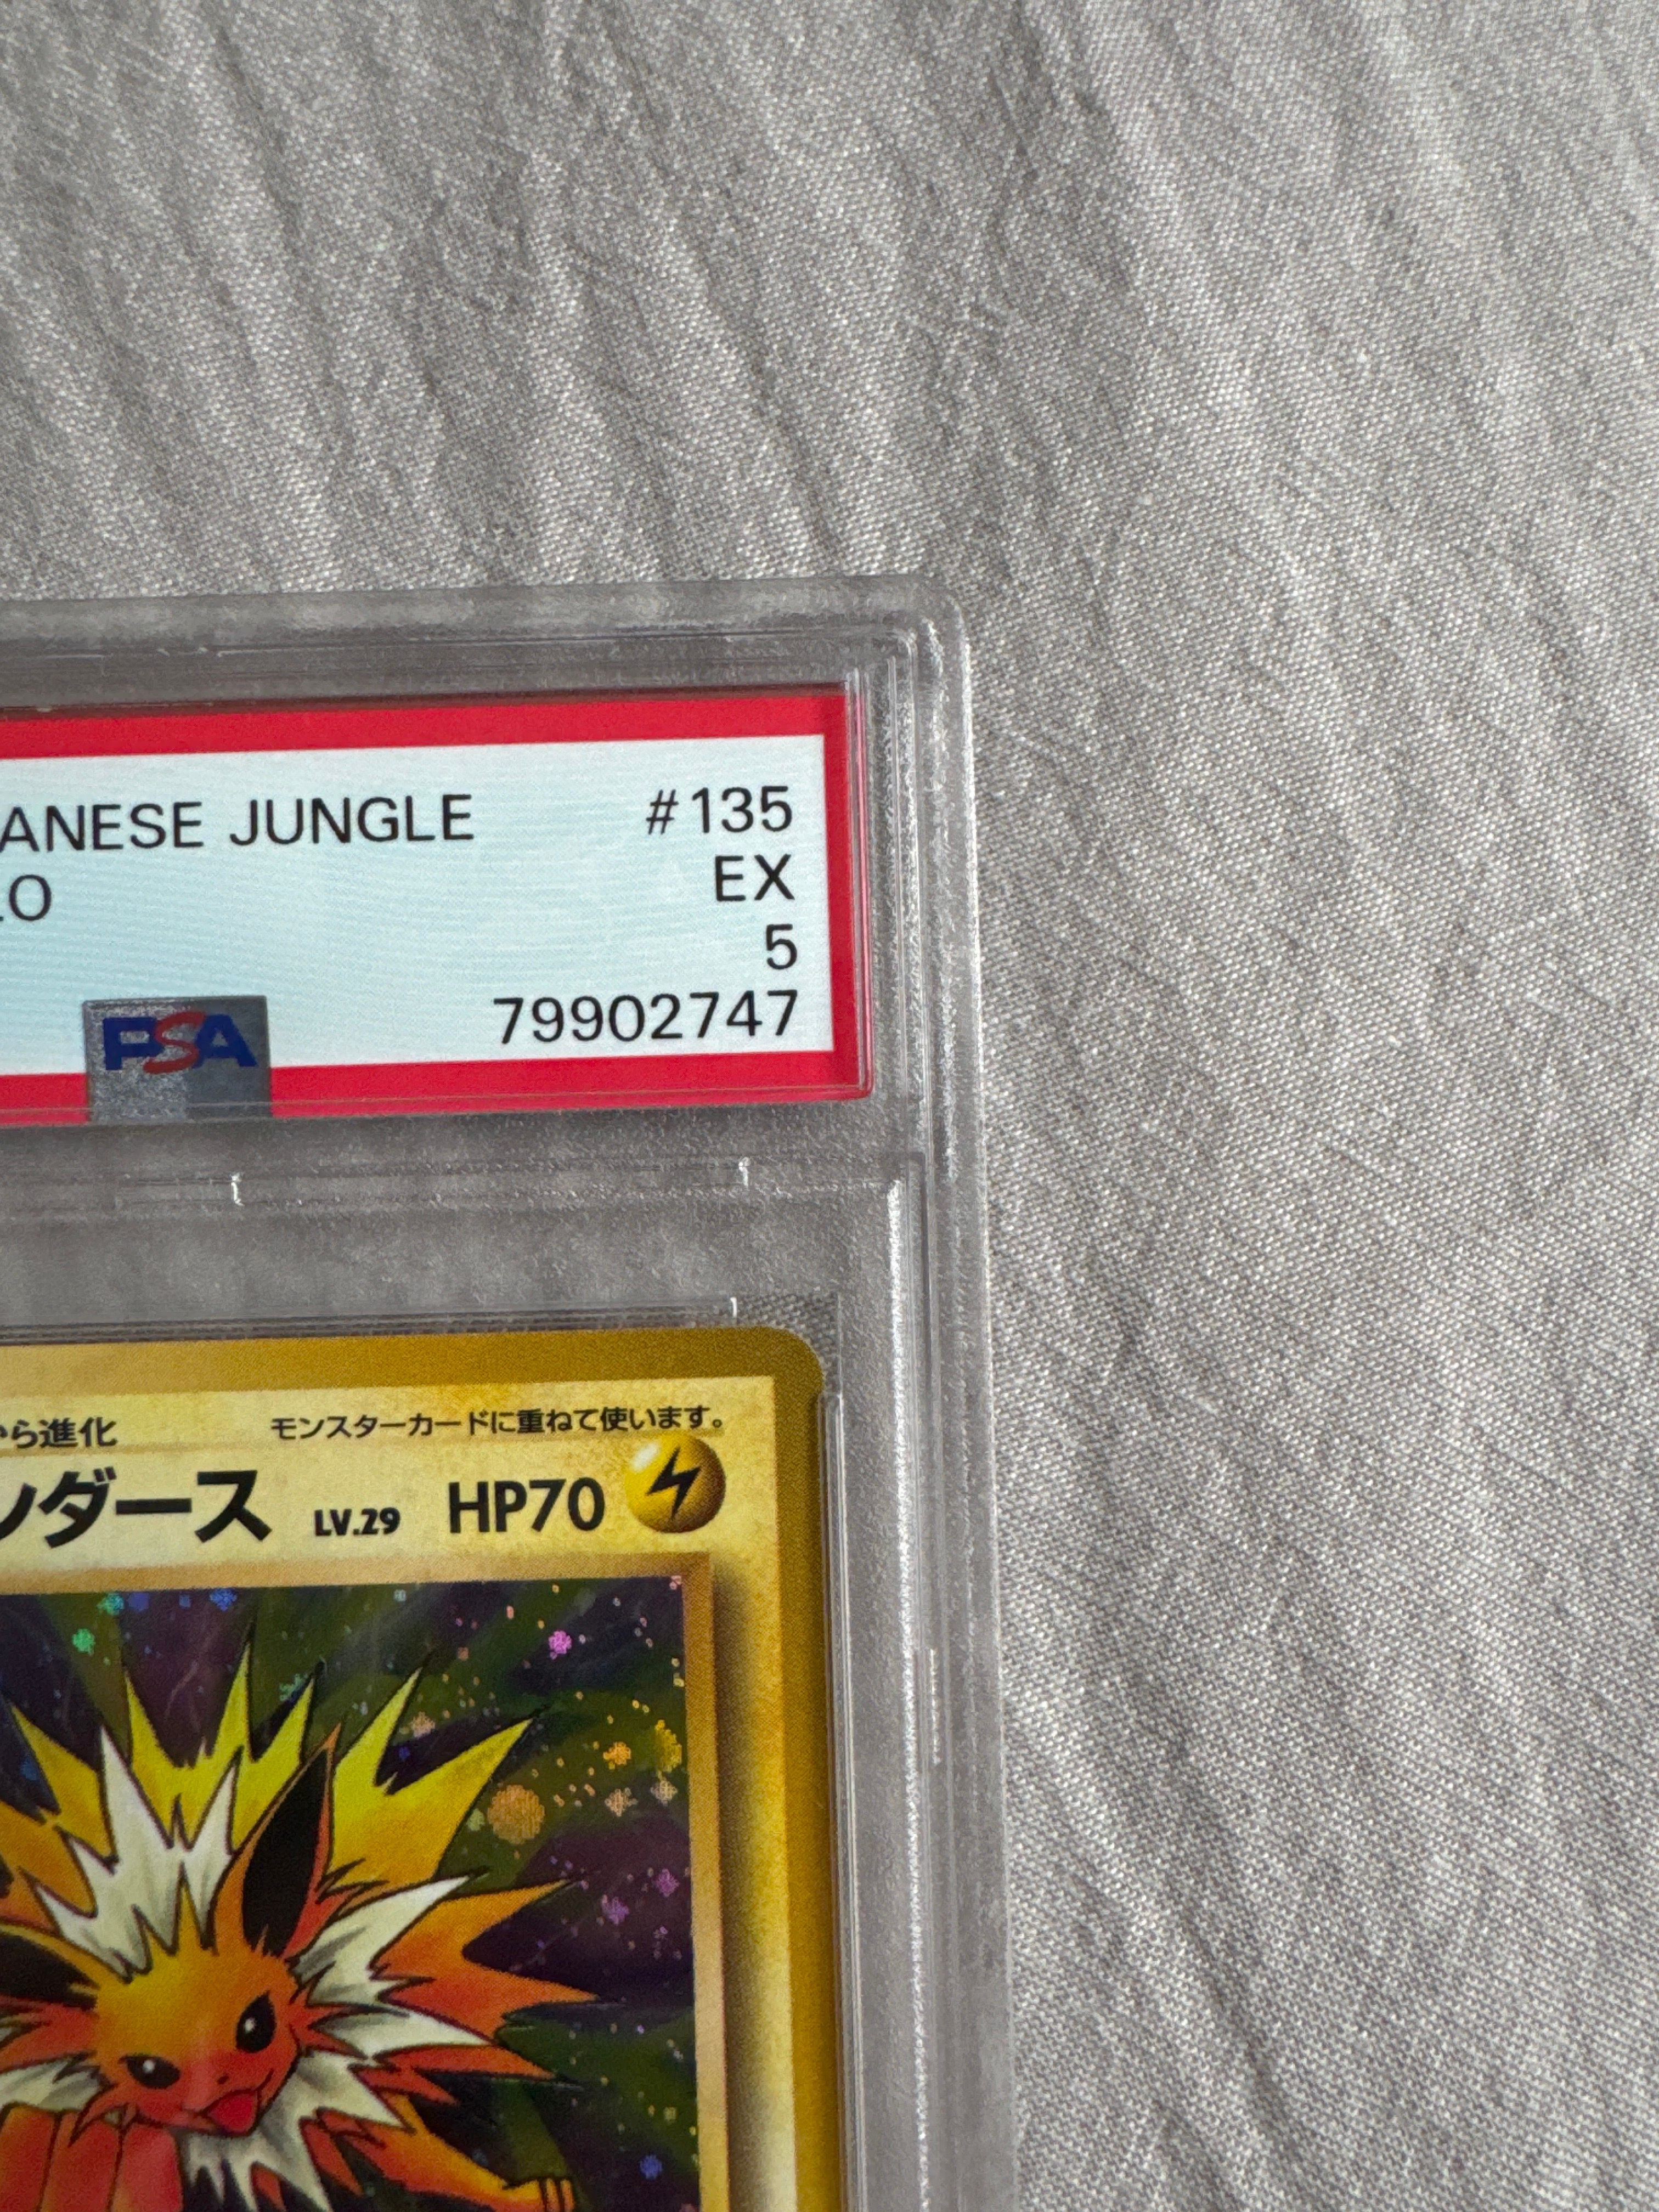 ANESE JUNGLE #135
LO EX
5
PSA 79902747
から進化 モンスターカードに重ねて使います。
ンダース LV.29 HP70